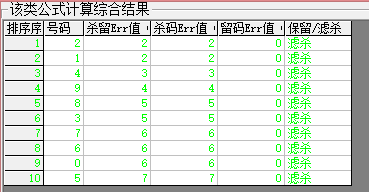 该类公式计算综合结果
排序序 号码 杀留Err值 杀码Err值 留码Err值 保留/滤杀
1 2 2 2 0 滤杀
2 1 2 2 0 滤杀
3 4 3 3 0 滤杀
4 9 4 4 0 滤杀
5 8 5 5 0 滤杀
6 3 5 5 0 滤杀
7 7 6 6 0 滤杀
8 6 6 6 0 滤杀
9 0 6 6 0 滤杀
10 5 7 7 0 滤杀